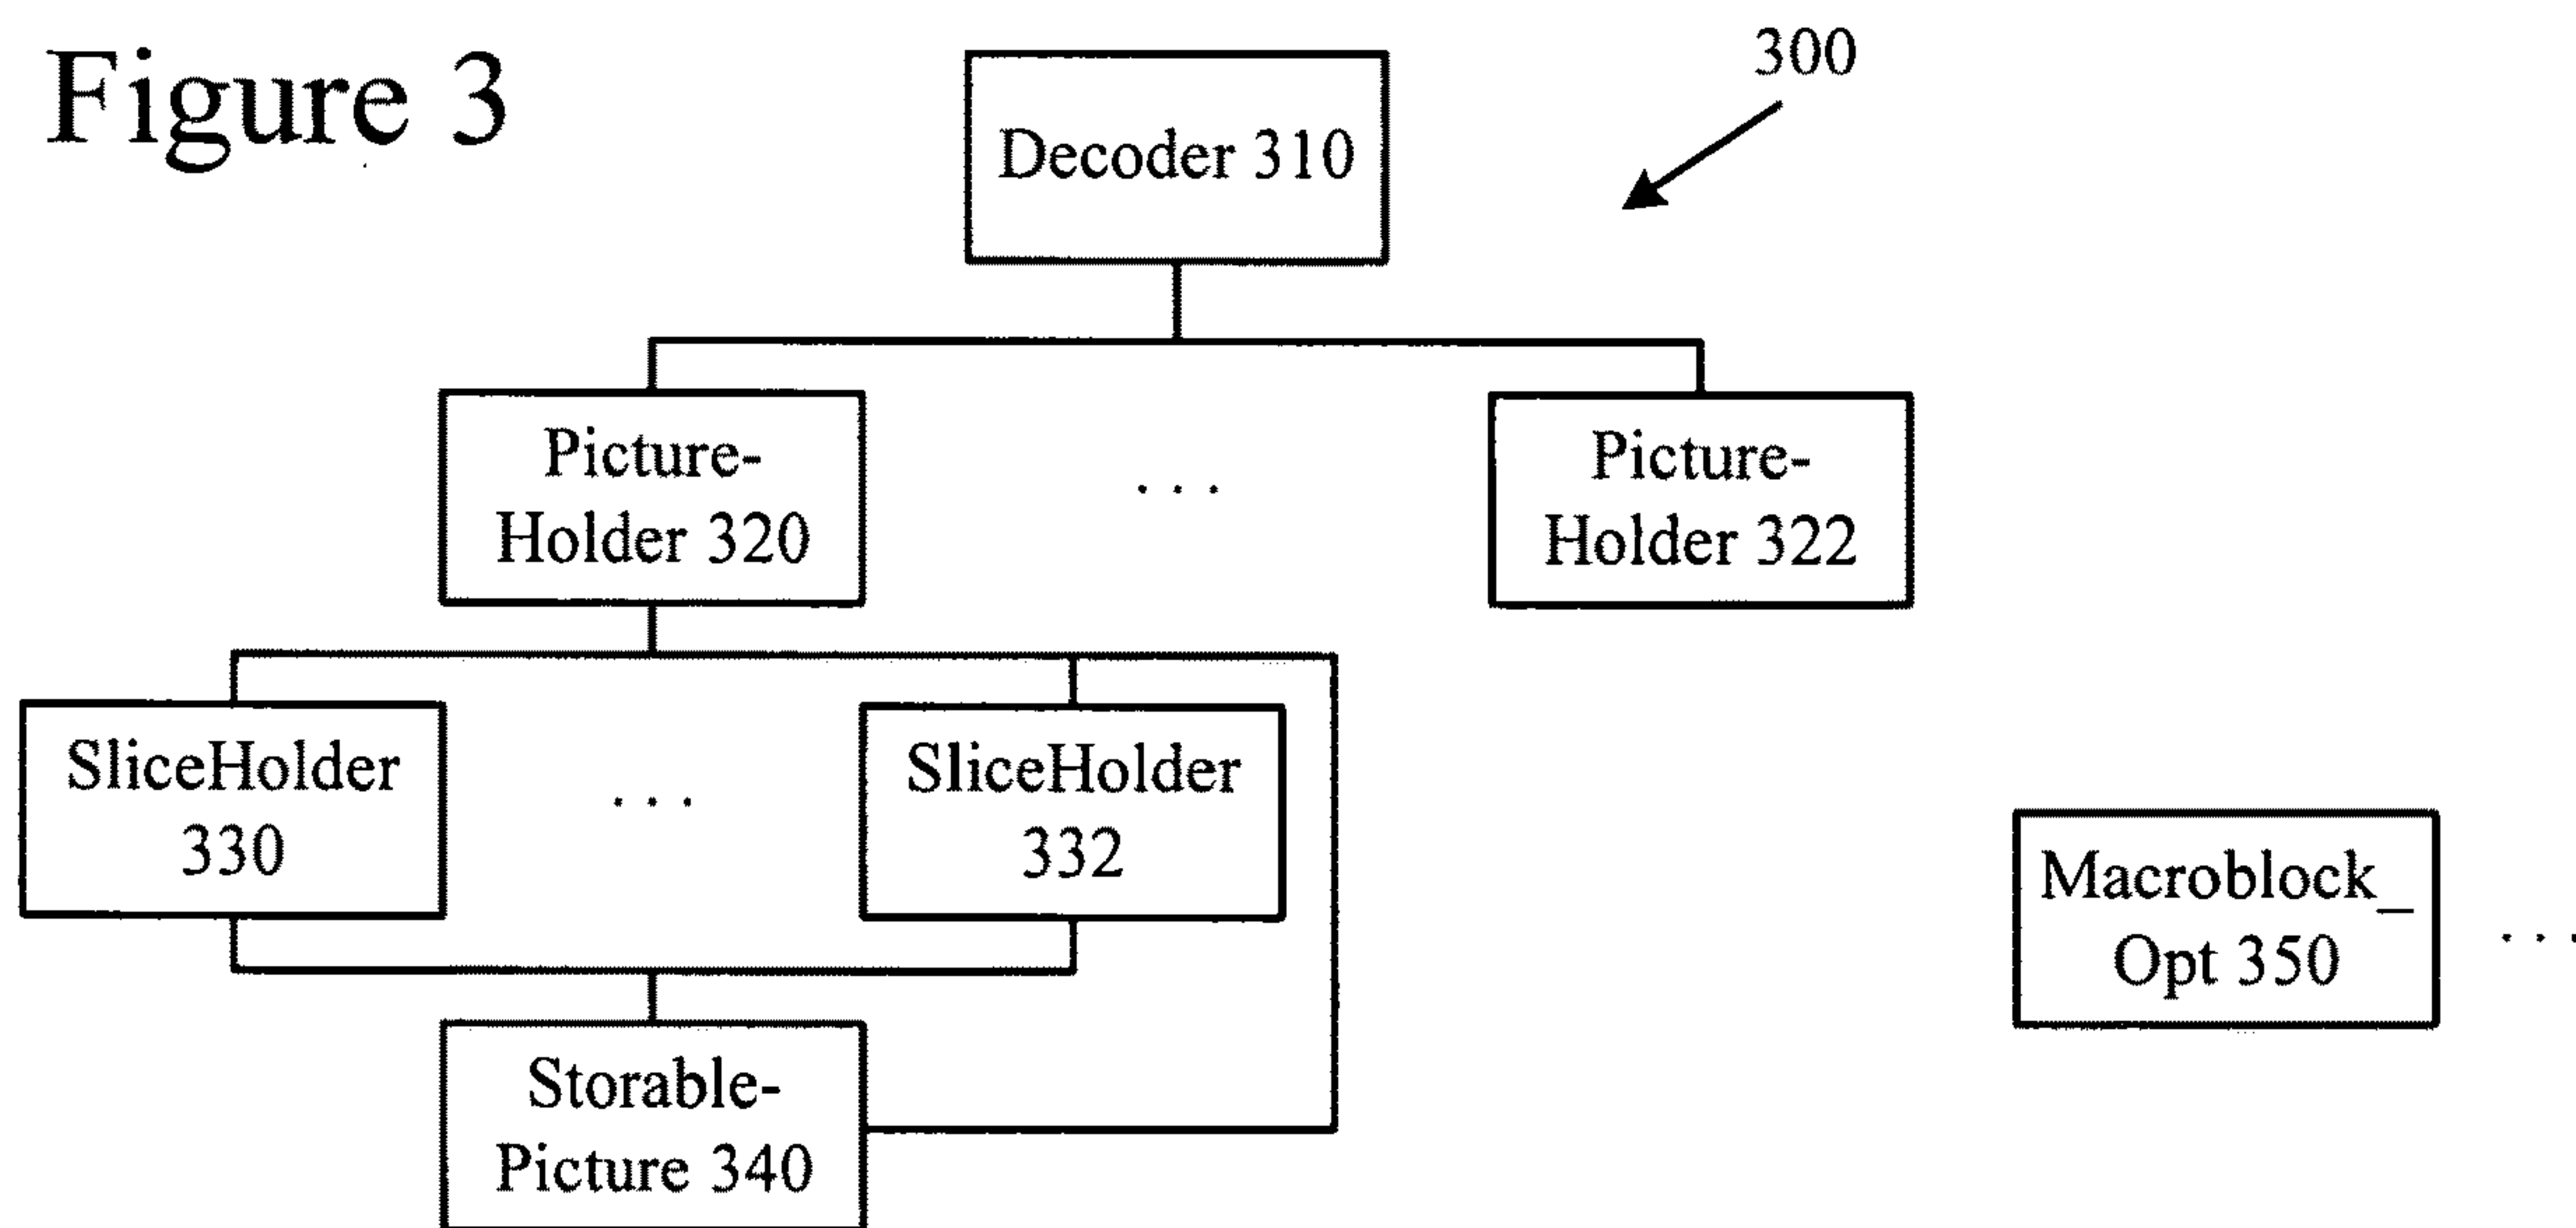 Figure 3
300
Decoder 310
Picture-
Holder 320
. . .
Picture-
Holder 322
SliceHolder
330
. . .
SliceHolder
332
Macroblock_
Opt 350
. . .
Storable-
Picture 340